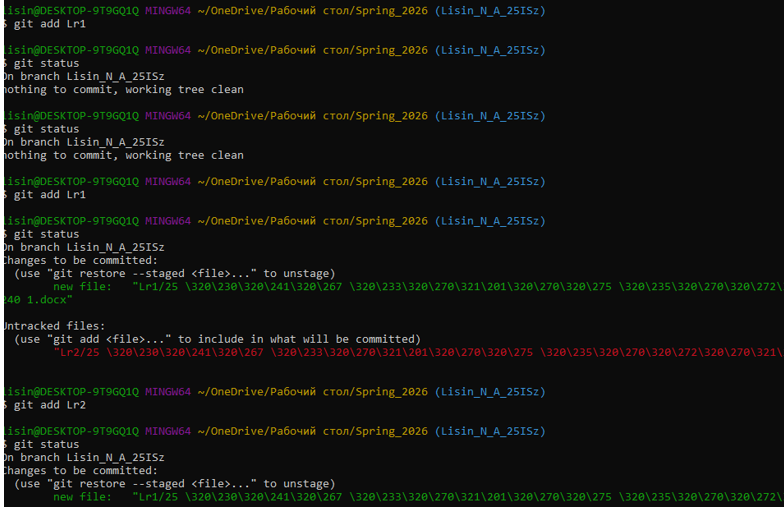 lisin@DESKTOP-9T9GQ1Q MINGW64 ~/OneDrive/Рабочий стол/Spring_2026 (Lisin_N_A_25ISz)
$ git add Lr1
lisin@DESKTOP-9T9GQ1Q MINGW64 ~/OneDrive/Рабочий стол/Spring_2026 (Lisin_N_A_25ISz)
$ git status
On branch Lisin_N_A_25ISz
nothing to commit, working tree clean
lisin@DESKTOP-9T9GQ1Q MINGW64 ~/OneDrive/Рабочий стол/Spring_2026 (Lisin_N_A_25ISz)
$ git status
On branch Lisin_N_A_25ISz
nothing to commit, working tree clean
lisin@DESKTOP-9T9GQ1Q MINGW64 ~/OneDrive/Рабочий стол/Spring_2026 (Lisin_N_A_25ISz)
$ git add Lr1
lisin@DESKTOP-9T9GQ1Q MINGW64 ~/OneDrive/Рабочий стол/Spring_2026 (Lisin_N_A_25ISz)
$ git status
On branch Lisin_N_A_25ISz
Changes to be committed:
(use "git restore --staged <file>..." to unstage)
new file: "Lr1/25 \320\230\320\241\320\267 \320\233\320\270\321\201\320\270\320\275 \320\235\320\270\320\272\
240 1.docx"
Untracked files:
(use "git add <file>..." to include in what will be committed)
"Lr2/25 \320\230\320\241\320\267 \320\233\320\270\321\201\320\270\320\275 \320\235\320\270\320\272\320\270\321\
lisin@DESKTOP-9T9GQ1Q MINGW64 ~/OneDrive/Рабочий стол/Spring_2026 (Lisin_N_A_25ISz)
$ git add Lr2
lisin@DESKTOP-9T9GQ1Q MINGW64 ~/OneDrive/Рабочий стол/Spring_2026 (Lisin_N_A_25ISz)
$ git status
On branch Lisin_N_A_25ISz
Changes to be committed:
(use "git restore --staged <file>..." to unstage)
new file: "Lr1/25 \320\230\320\241\320\267 \320\233\320\270\321\201\320\270\320\275 \320\235\320\270\320\272\